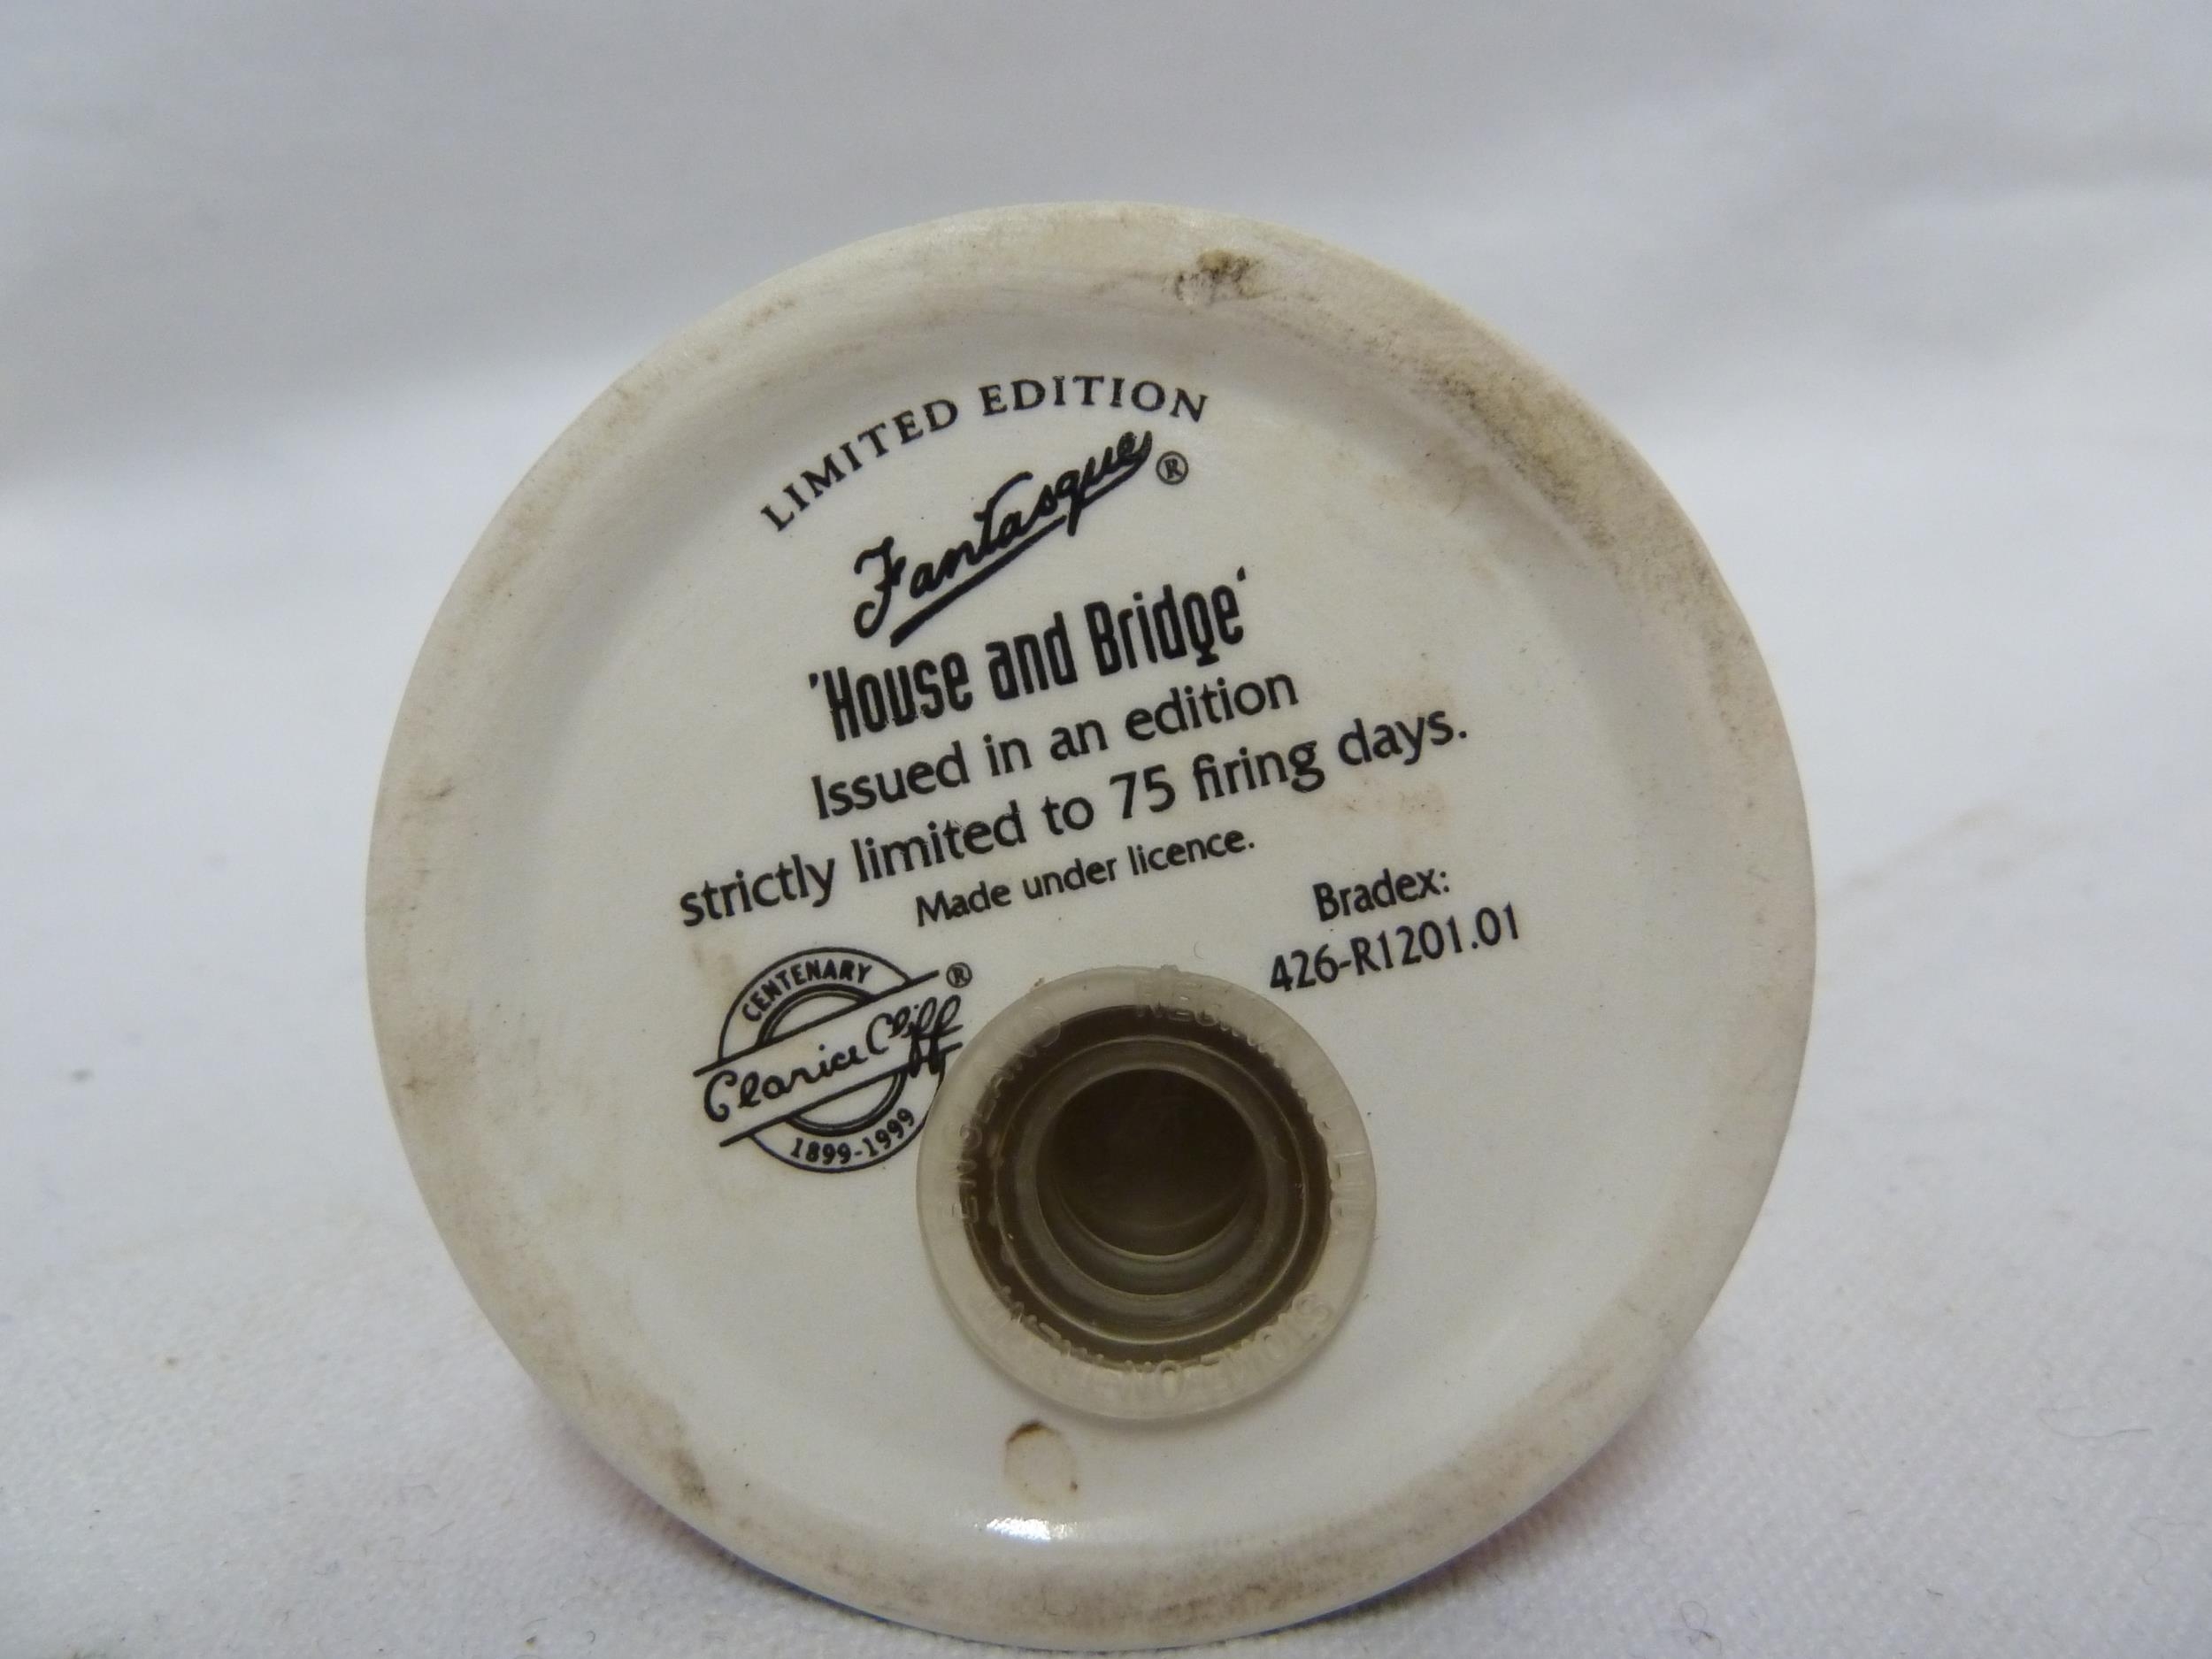 LIMITED EDITION
Fantasque ®
'House and Bridge'
Issued in an edition
strictly limited to 75 firing days.
Made under licence.
Bradex:
426-R1201.01
CENTENARY
Clarice Cliff ®
1899-1999
ENGLAND